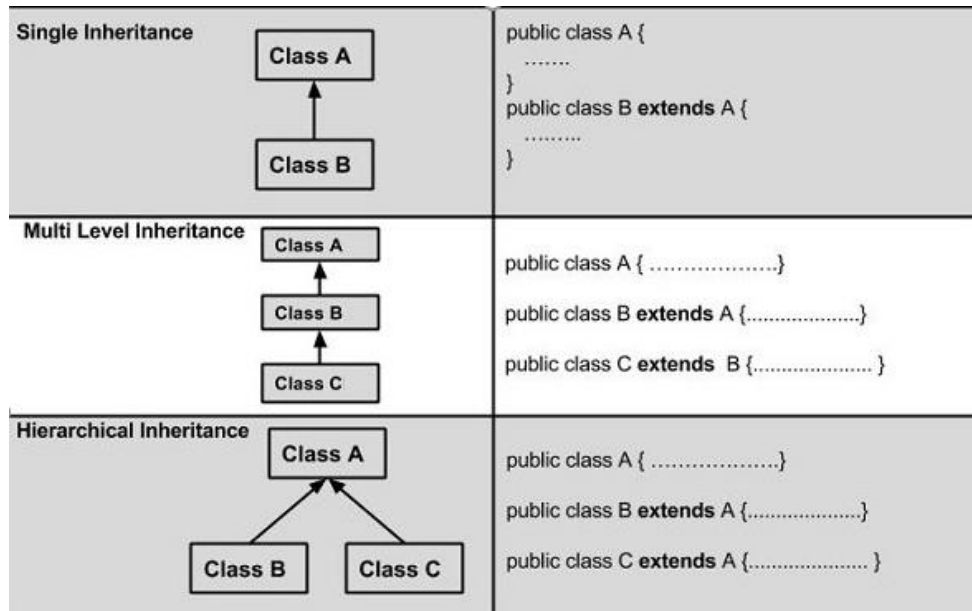 Single Inheritance
Class A
Class B
public class A {
.......
}
public class B extends A {
.........
}
Multi Level Inheritance
Class A
Class B
Class C
public class A { ...................}
public class B extends A {.....................}
public class C extends  B {...................... }
Hierarchical Inheritance
Class A
Class B
Class C
public class A { ...................}
public class B extends A {.....................}
public class C extends A {...................... }